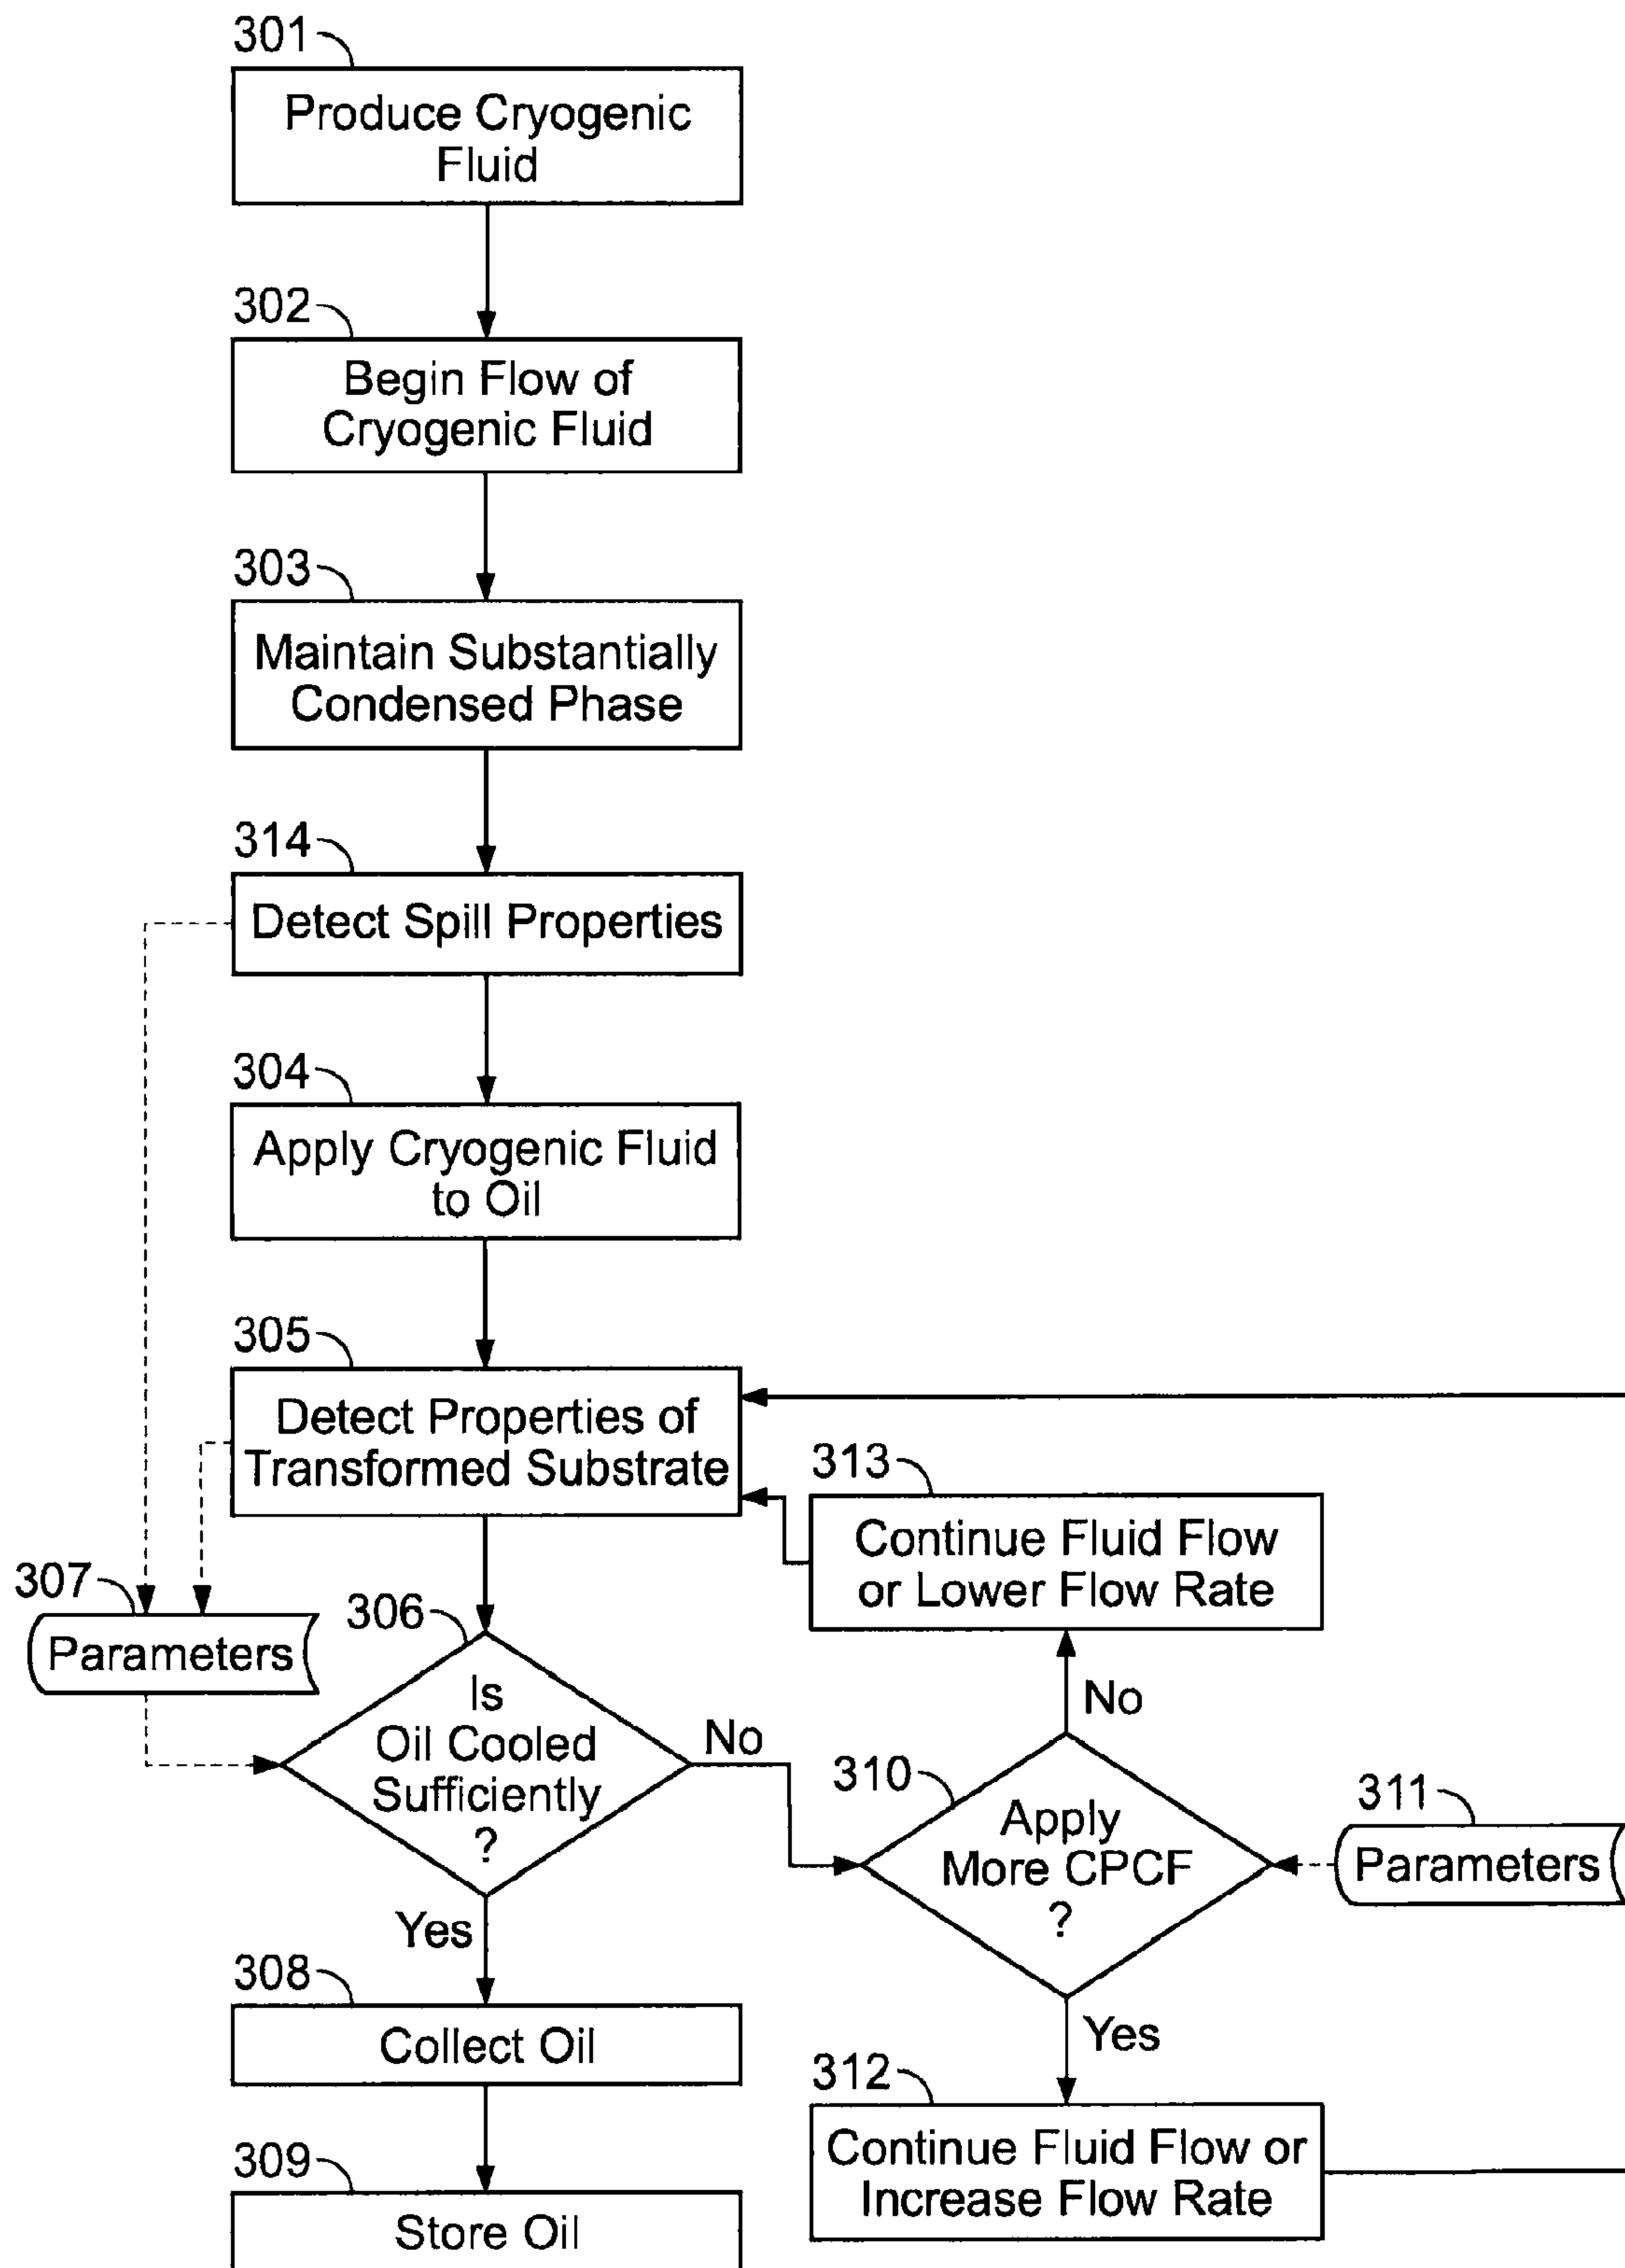 301
Produce Cryogenic
Fluid
302
Begin Flow of
Cryogenic Fluid
303
Maintain Substantially
Condensed Phase
314
Detect Spill Properties
304
Apply Cryogenic Fluid
to Oil
305
Detect Properties of
Transformed Substrate
313
Continue Fluid Flow
or Lower Flow Rate
307
Parameters
306
Is
Oil Cooled
Sufficiently
?
No
No
310
Apply
More CPCF
?
311
Parameters
Yes
308
Collect Oil
Yes
312
Continue Fluid Flow or
Increase Flow Rate
309
Store Oil